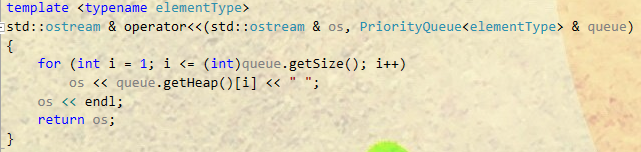 template <typename elementType>
std::ostream & operator<<(std::ostream & os, PriorityQueue<elementType> & queue)
{
    for (int i = 1; i <= (int)queue.getSize(); i++)
        os << queue.getHeap()[i] << " ";
    os << endl;
    return os;
}